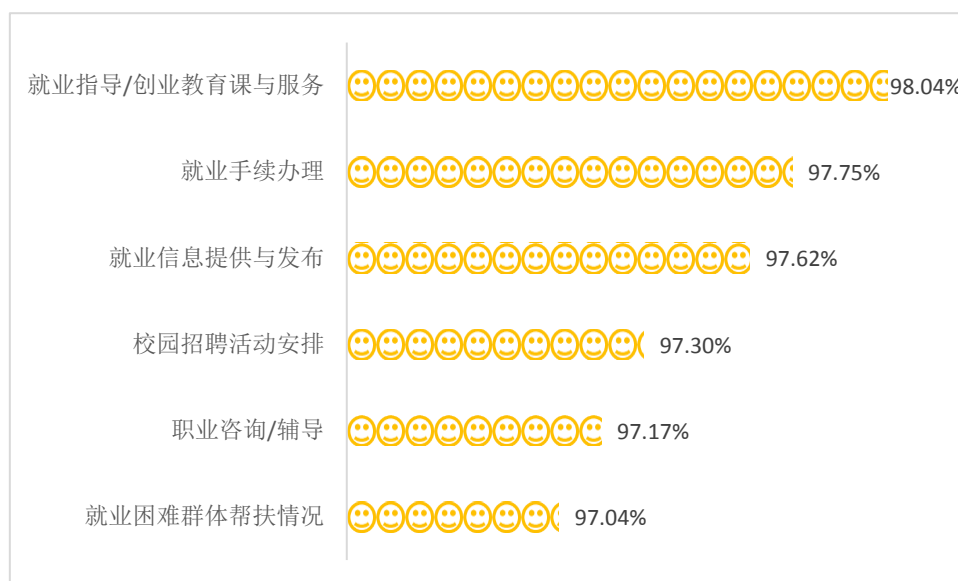 就业指导/创业教育课与服务 98.04%
就业手续办理 97.75%
就业信息提供与发布 97.62%
校园招聘活动安排 97.30%
职业咨询/辅导 97.17%
就业困难群体帮扶情况 97.04%